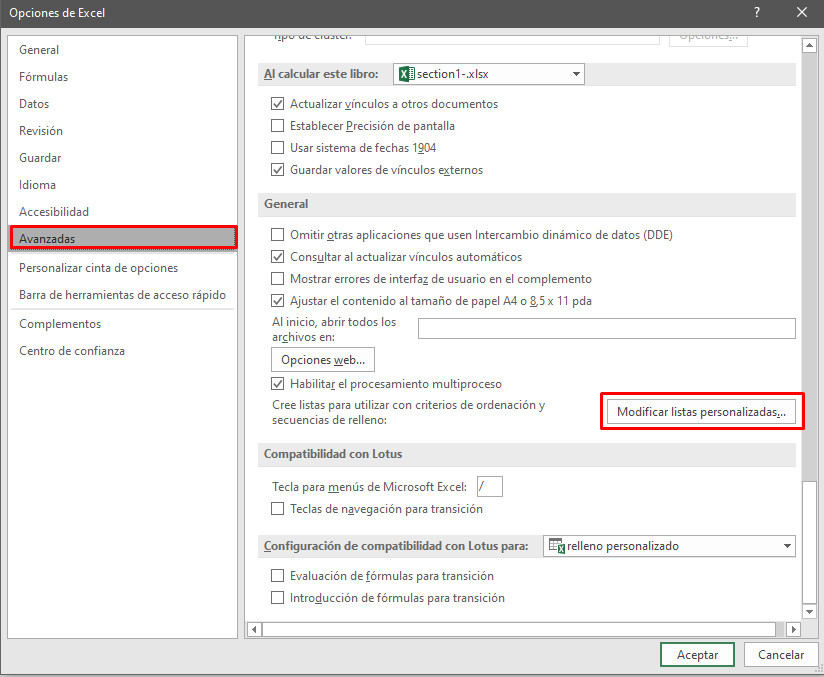 Opciones de Excel
?
General
Fórmulas
Datos
Revisión
Guardar
Idioma
Accesibilidad
Avanzadas
Personalizar cinta de opciones
Barra de herramientas de acceso rápido
Complementos
Centro de confianza
Tipo de clúster:
Opciones...
Al calcular este libro: section1-.xlsx
Actualizar vínculos a otros documentos
Establecer Precisión de pantalla
Usar sistema de fechas 1904
Guardar valores de vínculos externos
General
Omitir otras aplicaciones que usen Intercambio dinámico de datos (DDE)
Consultar al actualizar vínculos automáticos
Mostrar errores de interfaz de usuario en el complemento
Ajustar el contenido al tamaño de papel A4 o 8,5 x 11 pda
Al inicio, abrir todos los
archivos en:
Opciones web...
Habilitar el procesamiento multiproceso
Cree listas para utilizar con criterios de ordenación y
secuencias de relleno:
Modificar listas personalizadas...
Compatibilidad con Lotus
Tecla para menús de Microsoft Excel: /
Teclas de navegación para transición
Configuración de compatibilidad con Lotus para: relleno personalizado
Evaluación de fórmulas para transición
Introducción de fórmulas para transición
Aceptar
Cancelar